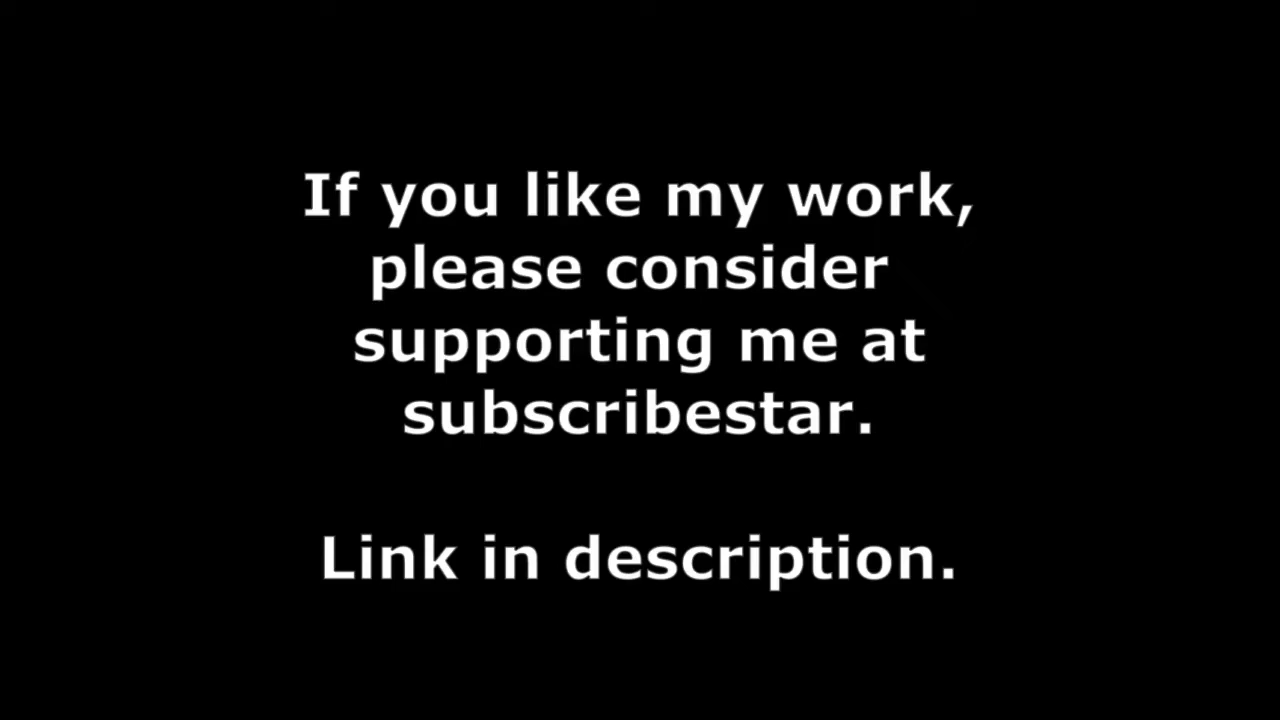 If you like my work,
please consider
supporting me at
subscribestar.
Link in description.